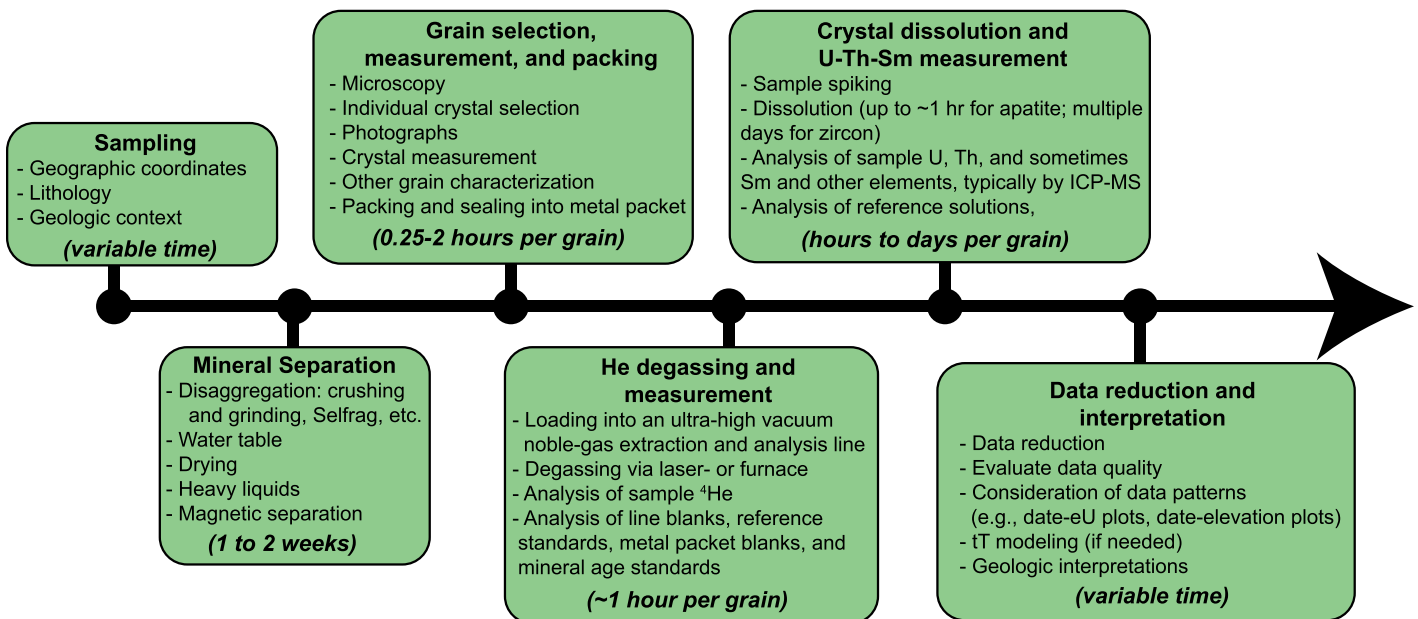 Sampling
- Geographic coordinates
- Lithology
- Geologic context
(variable time)
Mineral Separation
- Disaggregation: crushing
and grinding, Selfrag, etc.
- Water table
- Drying
- Heavy liquids
- Magnetic separation
(1 to 2 weeks)
Grain selection,
measurement, and packing
- Microscopy
- Individual crystal selection
- Photographs
- Crystal measurement
- Other grain characterization
- Packing and sealing into metal packet
(0.25-2 hours per grain)
He degassing and
measurement
- Loading into an ultra-high vacuum
noble-gas extraction and analysis line
- Degassing via laser- or furnace
- Analysis of sample ⁴He
- Analysis of line blanks, reference
standards, metal packet blanks, and
mineral age standards
(~1 hour per grain)
Crystal dissolution and
U-Th-Sm measurement
- Sample spiking
- Dissolution (up to ~1 hr for apatite; multiple
days for zircon)
- Analysis of sample U, Th, and sometimes
Sm and other elements, typically by ICP-MS
- Analysis of reference solutions,
(hours to days per grain)
Data reduction and
interpretation
- Data reduction
- Evaluate data quality
- Consideration of data patterns
(e.g., date-eU plots, date-elevation plots)
- tT modeling (if needed)
- Geologic interpretations
(variable time)